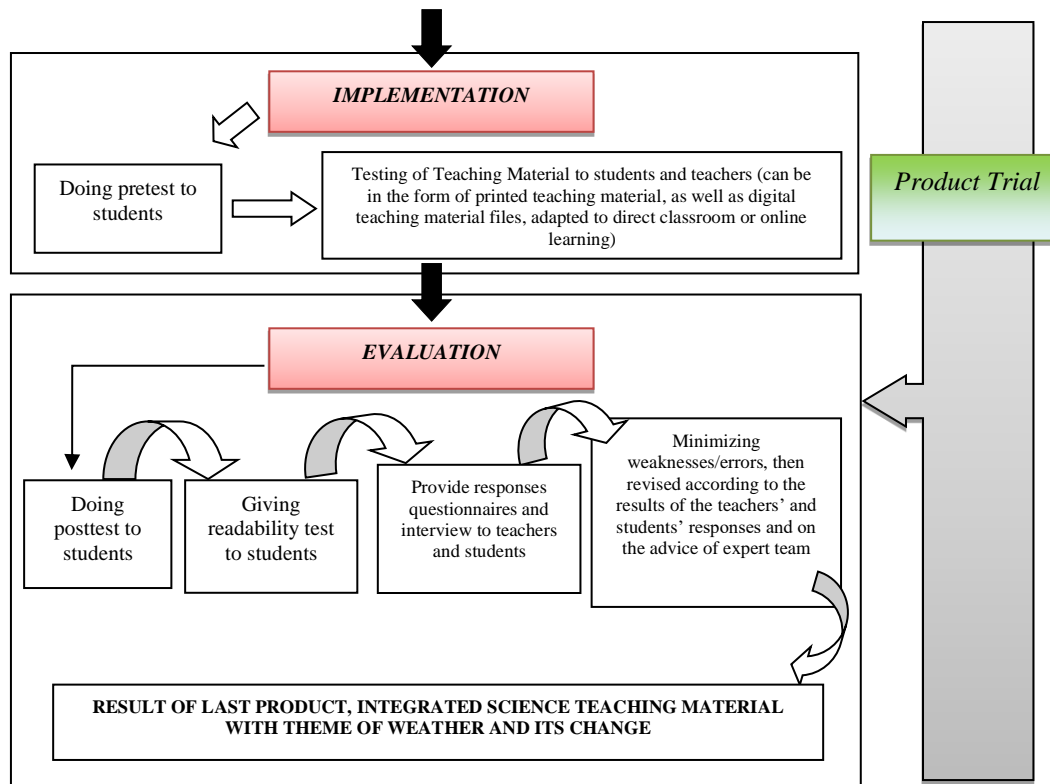 IMPLEMENTATION
Doing pretest to
students
Testing of Teaching Material to students and teachers (can be
in the form of printed teaching material, as well as digital
teaching material files, adapted to direct classroom or online
learning)
Product Trial
EVALUATION
Doing
posttest to
students
Giving
readability test
to students
Provide responses
questionnaires and
interview to teachers
and students
Minimizing
weaknesses/errors, then
revised according to the
results of the teachers’ and
students’ responses and on
the advice of expert team
RESULT OF LAST PRODUCT, INTEGRATED SCIENCE TEACHING MATERIAL
WITH THEME OF WEATHER AND ITS CHANGE